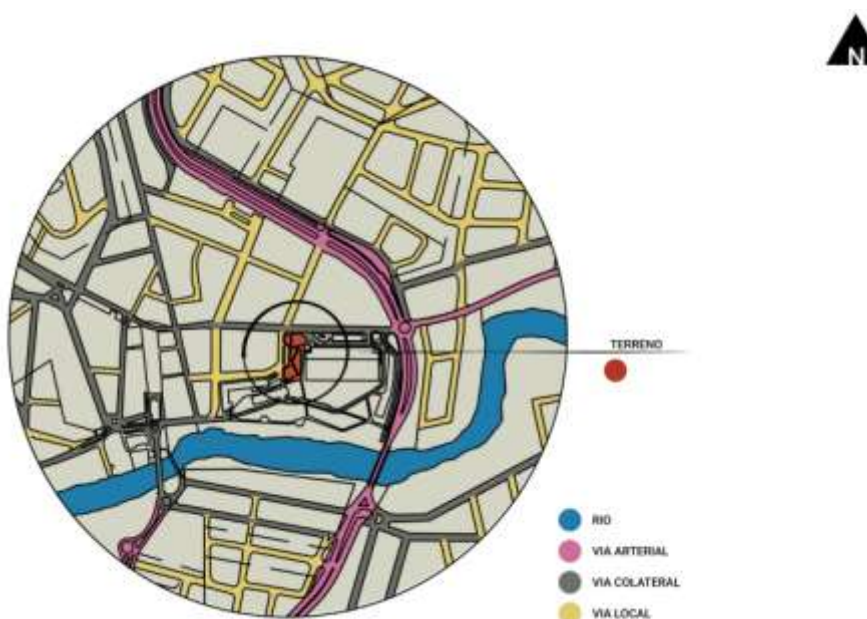 N
TERRENO
RIO
VIA ARTERIAL
VIA COLATERAL
VIA LOCAL